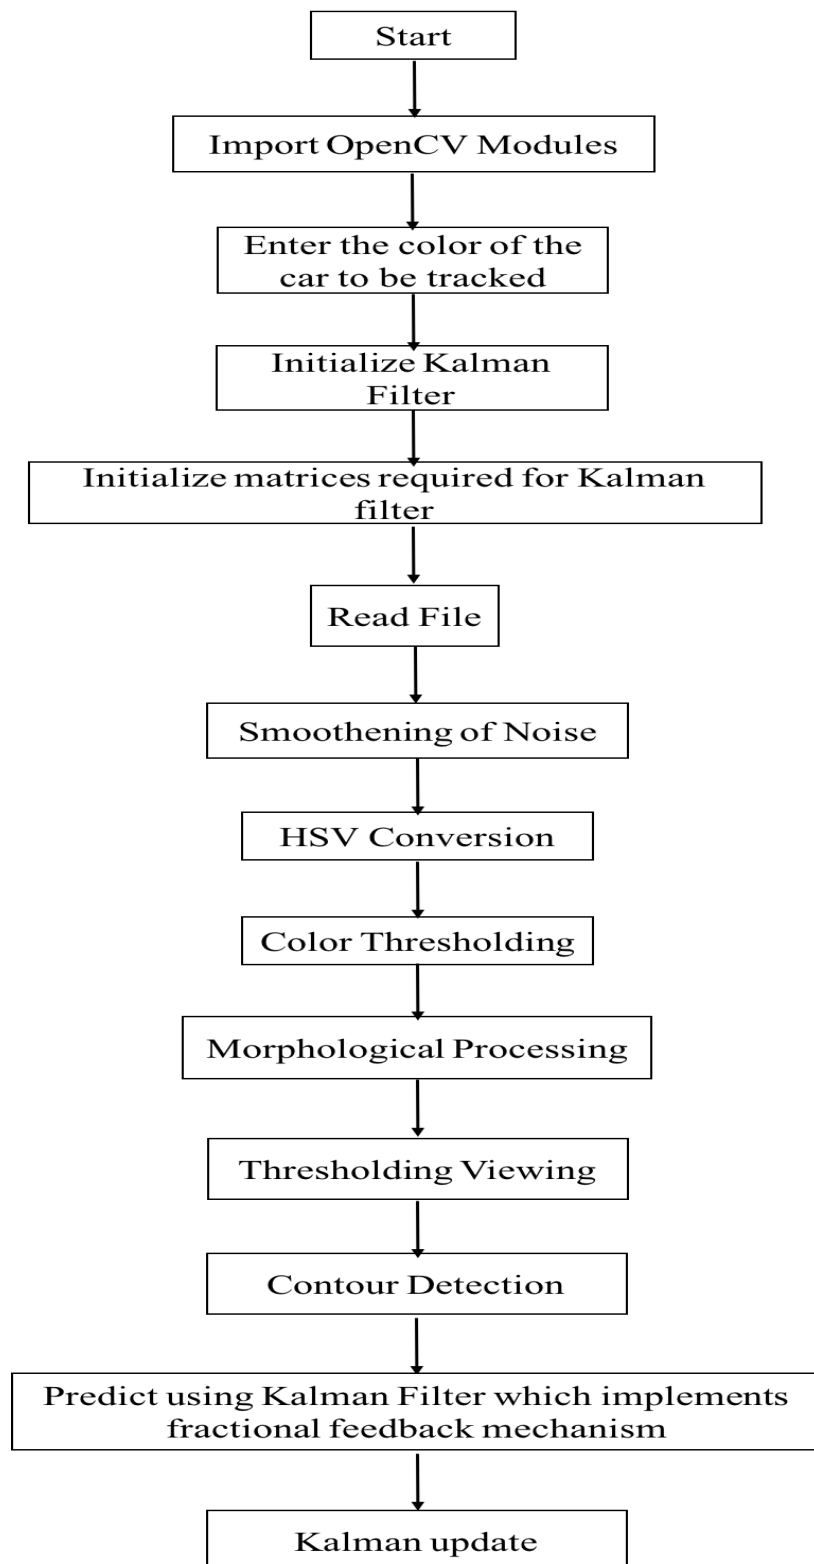 Start
Import OpenCV Modules
Enter the color of the
car to be tracked
Initialize Kalman
Filter
Initialize matrices required for Kalman
filter
Read File
Smoothening of Noise
HSV Conversion
Color Thresholding
Morphological Processing
Thresholding Viewing
Contour Detection
Predict using Kalman Filter which implements
fractional feedback mechanism
Kalman update